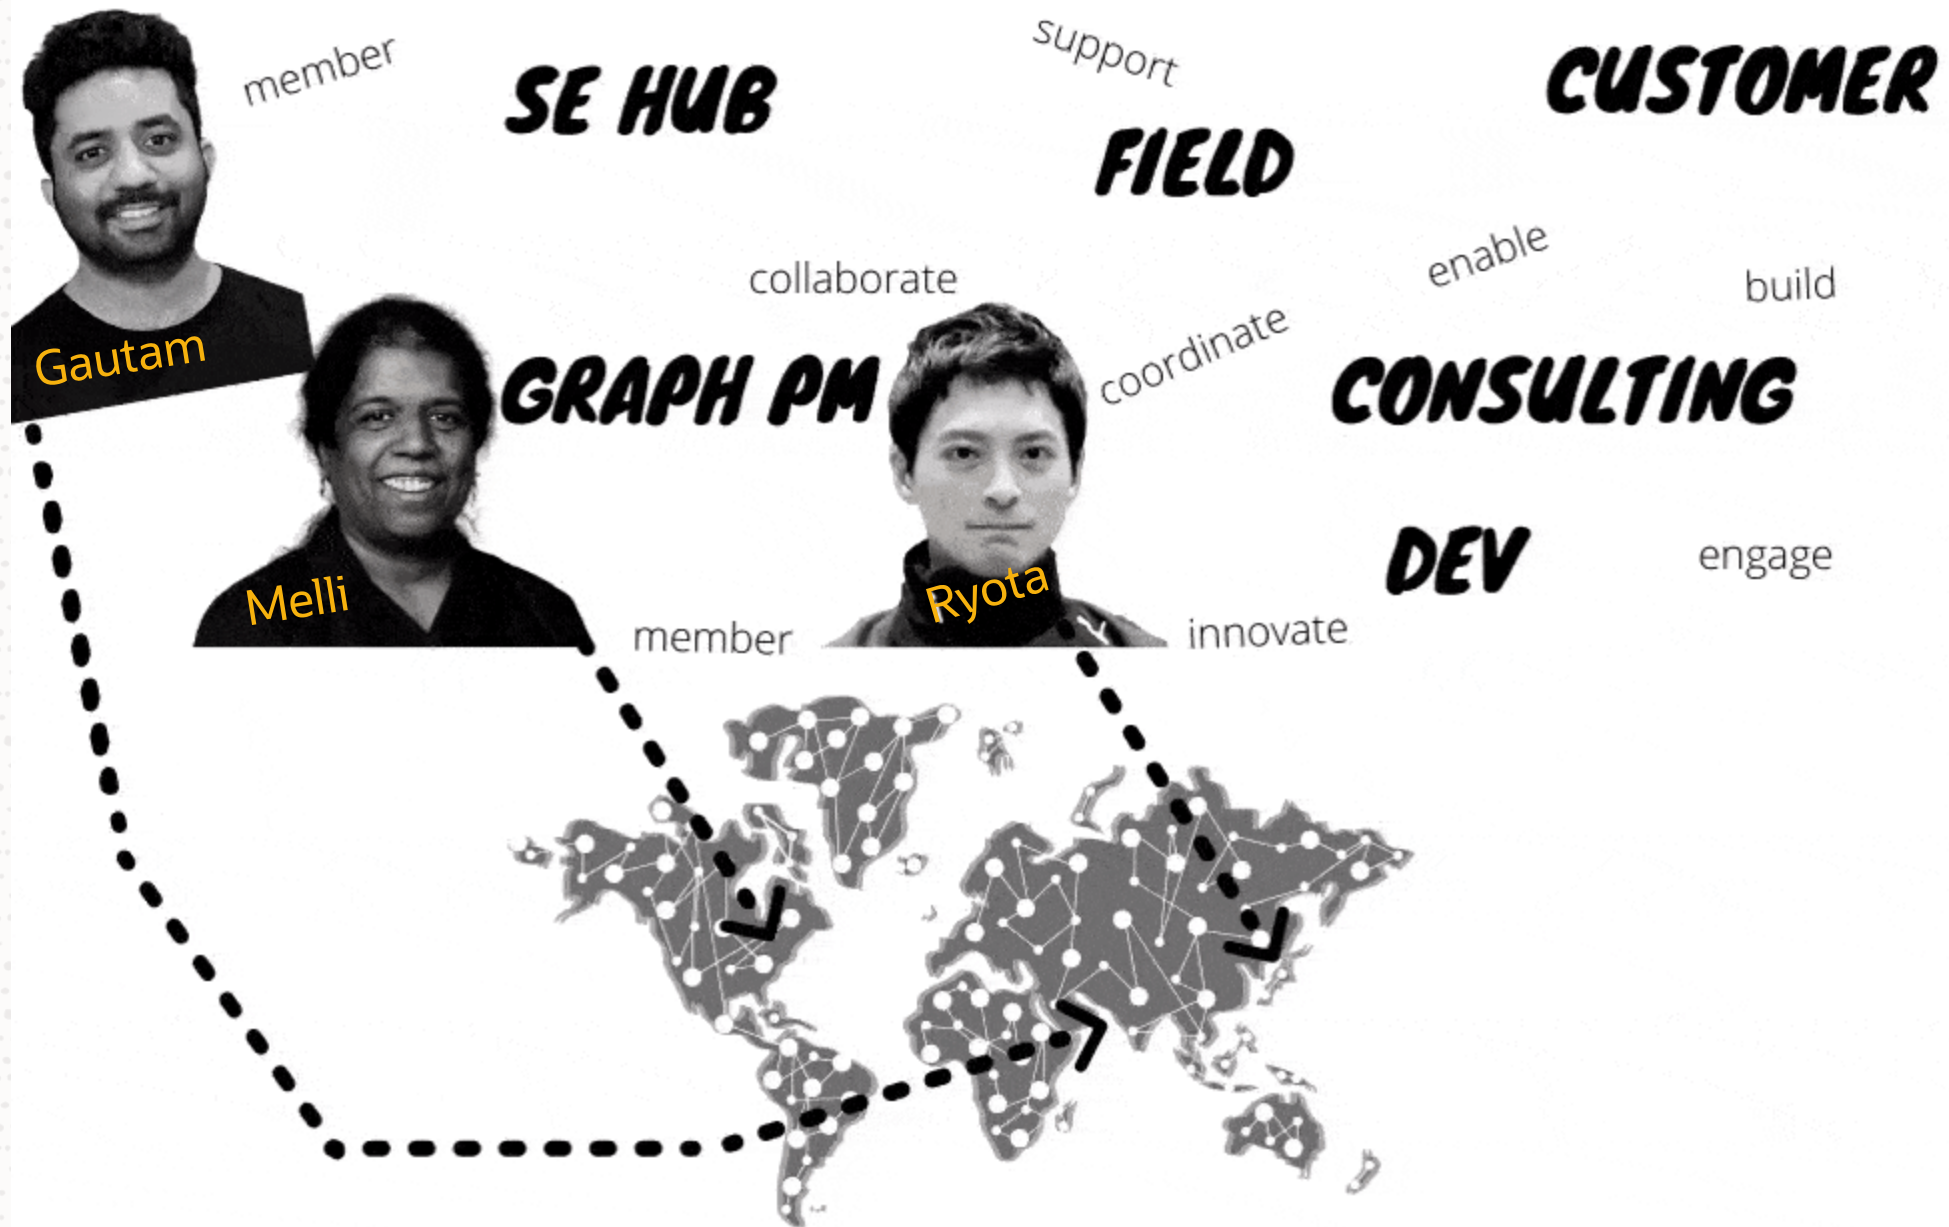 member
SE HUB
support
CUSTOMER
FIELD
collaborate
enable
build
Gautam
GRAPH PM
coordinate
CONSULTING
Melli
Ryota
DEV
engage
member
innovate